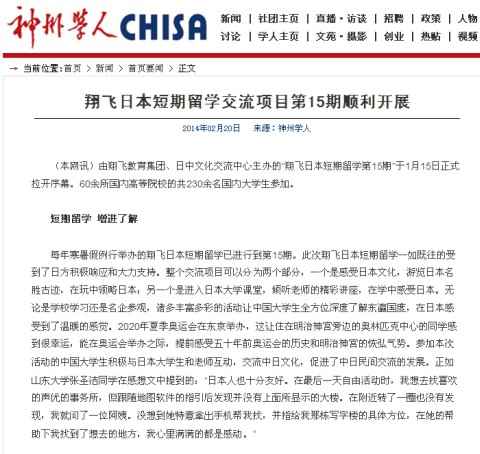 神州学人 CHISA
新闻 | 社团主页 | 直播·访谈 | 招聘 | 政策 | 人物
讨论 | 学人主页 | 文苑·摄影 | 创业 | 热贴 | 视频
→ 当前位置:首页 > 新闻 > 首页要闻 > 正文
翔飞日本短期留学交流项目第15期顺利开展
2014年02月20日 来源:神州学人
(本网讯)由翔飞教育集团、日中文化交流中心主办的“翔飞日本短期留学第15期”于1月15日正式
拉开序幕。60余所国内高等院校的共230余名国内大学生参加。
短期留学 增进了解
每年寒暑假例行举办的翔飞日本短期留学已进行到第15期。此次翔飞日本短期留学一如既往的受
到了日方积极响应和大力支持。整个交流项目可以分为两个部分,一个是感受日本文化,游览日本名
胜古迹,在玩中领略日本,另一个是进入日本大学课堂,倾听老师的精彩讲座,在学中感受日本。无
论是学校学习还是名企参观,诸多丰富多彩的活动让中国大学生全方位深度了解东瀛国度,在日本感
受到了温暖的感觉。2020年夏季奥运会在东京举办,这让住在明治神宫旁边的奥林匹克中心的同学感
到很幸运,能在奥运会举办之际,提前感受五十年前奥运会的历史和明治神宫的恢弘气势。参加本次
活动的中国大学生积极与日本大学生和老师互动,交流中日文化,促进了中日民间交流的发展。正如
山东大学张圣洁同学在感想文中提到的,“日本人也十分友好。在最后一天自由活动时,我想去找喜欢
的声优的事务所,但跟随地图软件的指引后发现并没有上面所显示的大楼。在附近转了一圈也没有发
现,我就问了一位阿姨。没想到她特意拿出手机帮我找,并指给我那栋写字楼的具体方位,在她的帮
助下我找到了想去的地方,我心里满满的都是感动。”